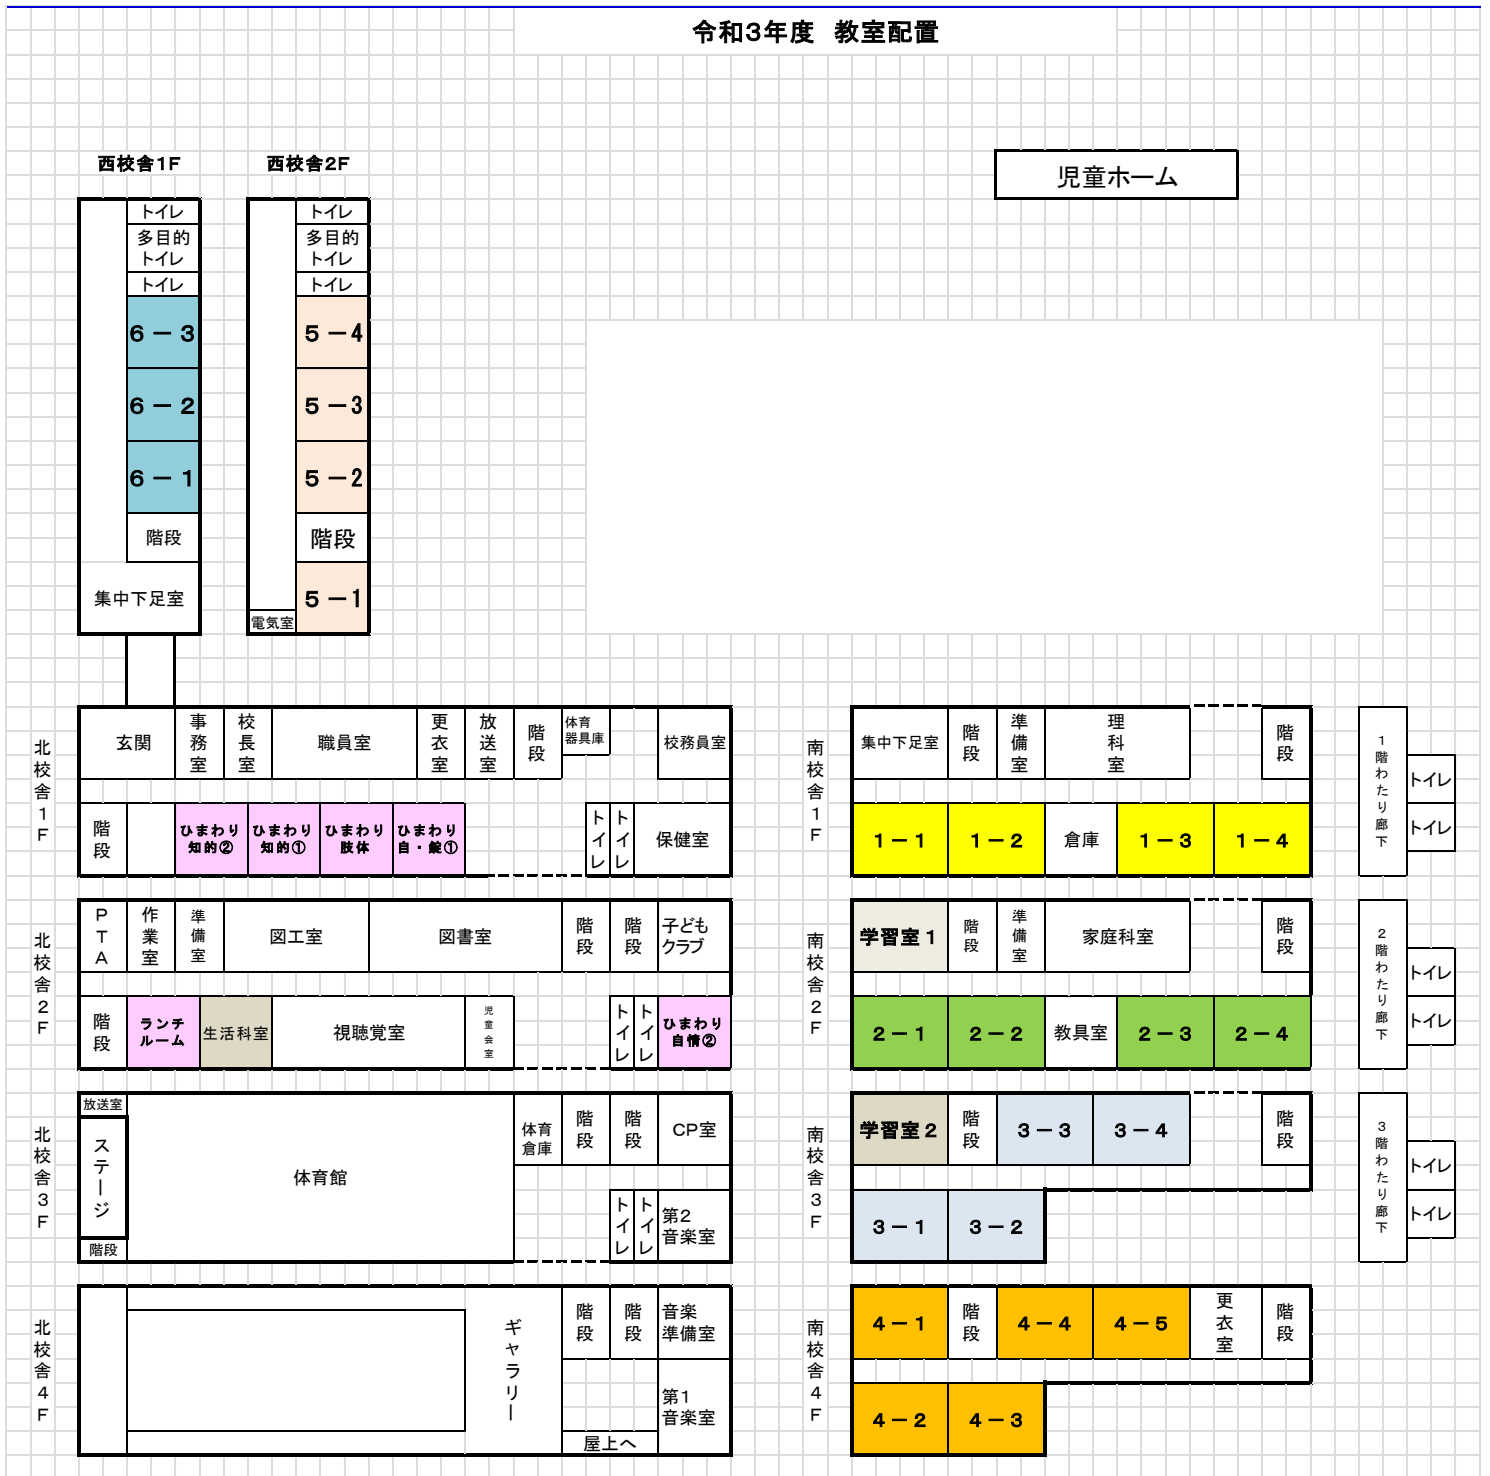 令和3年度　教室配置
西校舎1F
西校舎2F
児童ホーム
トイレ
多目的
トイレ
トイレ
6－3
6－2
6－1
階段
集中下足室
トイレ
多目的
トイレ
トイレ
5－4
5－3
5－2
階段
5－1
電気室
北校舎1F
玄関
事務室
校長室
職員室
更衣室
放送室
階段
体育
器具庫
校務員室
階段
ひまわり
知的②
ひまわり
知的①
ひまわり
肢体
ひまわり
自・錠①
トイレ
トイレ
保健室
南校舎1F
集中下足室
階段
準備室
理科室
階段
1－1
1－2
倉庫
1－3
1－4
1階わたり廊下
トイレ
トイレ
北校舎2F
PTA
作業室
準備室
図工室
図書室
階段
階段
子ども
クラブ
階段
ランチ
ルーム
生活科室
視聴覚室
児童会室
トイレ
トイレ
ひまわり
自情②
南校舎2F
学習室1
階段
準備室
家庭科室
階段
2－1
2－2
教具室
2－3
2－4
2階わたり廊下
トイレ
トイレ
北校舎3F
放送室
ステージ
階段
体育館
体育
倉庫
階段
階段
CP室
トイレ
トイレ
第2
音楽室
南校舎3F
学習室2
階段
3－3
3－4
階段
3－1
3－2
3階わたり廊下
トイレ
トイレ
北校舎4F
ギャラリー
階段
階段
音楽
準備室
第1
音楽室
屋上へ
南校舎4F
4－1
階段
4－4
4－5
更衣室
階段
4－2
4－3